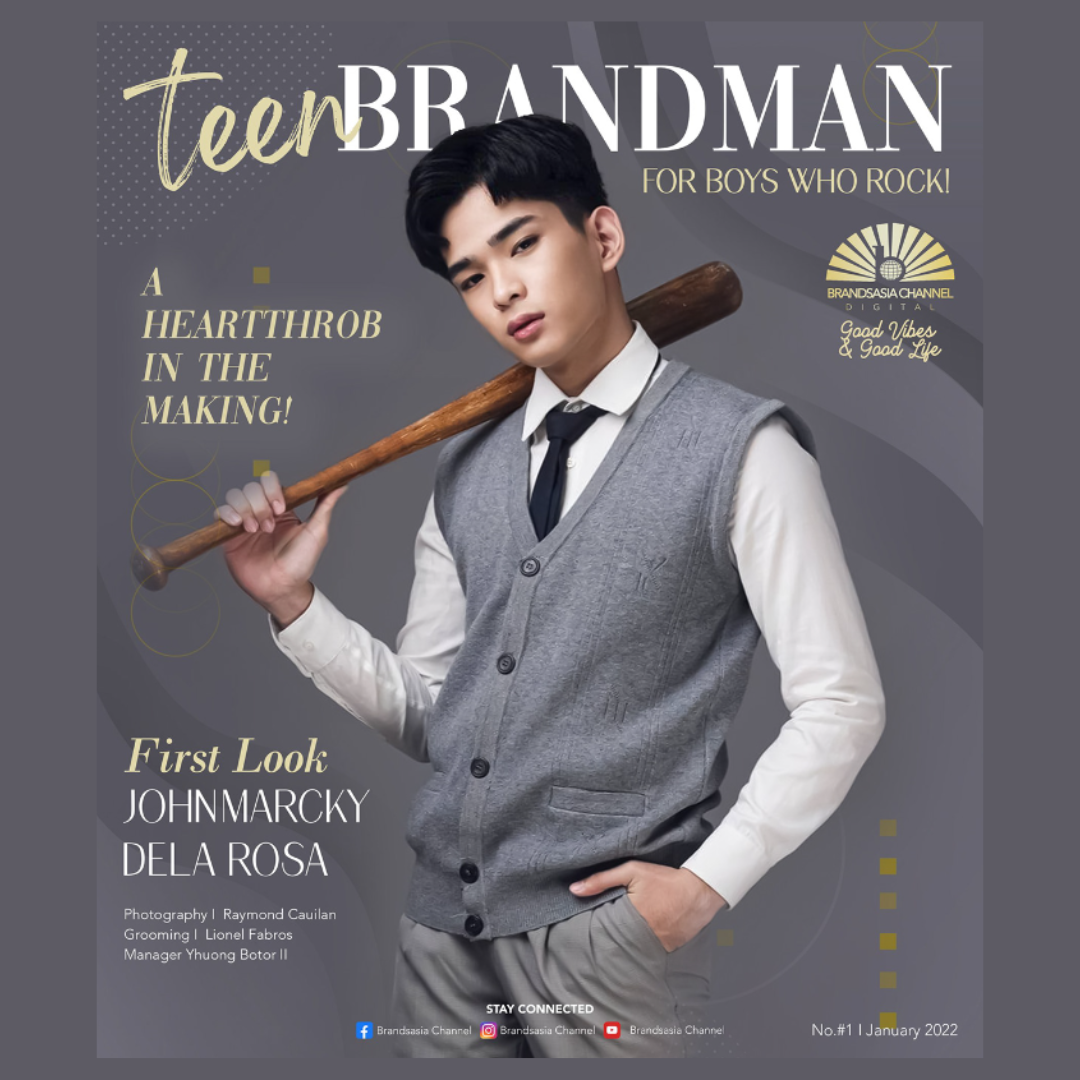 teenBRANDMAN
FOR BOYS WHO ROCK!
BRANDSASIA CHANNEL
DIGITAL
Good Vibes
& Good Life
A
HEARTTHROB
IN THE
MAKING!
First Look
JOHNMARCKY
DELA ROSA
Photography I Raymond Cauilan
Grooming I Lionel Fabros
Manager Yhuong Botor II
STAY CONNECTED
Brandsasia Channel Brandsasia Channel Brandsasia Channel
No.#1 I January 2022